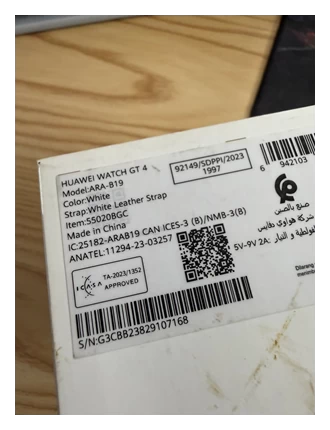 HUAWEI WATCH GT 4
Model:ARA-B19
Color:White
Strap:White Leather Strap
Item:55020BGC
Made in China
IC:25182-ARAB19 CAN ICES-3 (B)/NMB-3(B)
ANATEL:11294-23-03257
92149/SDPPI/2023
1997
6 942103
صنع بالصين
شركة هواوي
5V-9V 2A
ICASA
TA-2023/1352
APPROVED
Dilarang
S/N:G3CBB23829107168